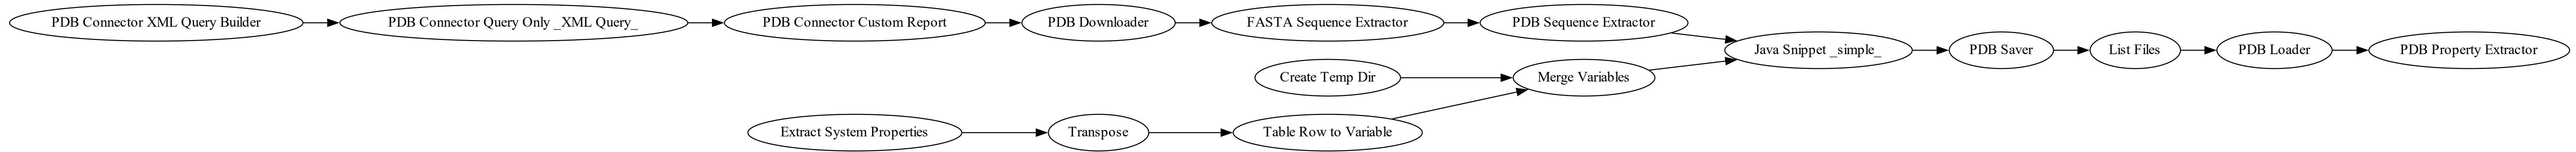 PDB Connector XML Query Builder
PDB Connector Query Only _XML Query_
PDB Connector Custom Report
PDB Downloader
FASTA Sequence Extractor
PDB Sequence Extractor
Java Snippet _simple_
PDB Saver
List Files
PDB Loader
PDB Property Extractor
Create Temp Dir
Merge Variables
Extract System Properties
Transpose
Table Row to Variable